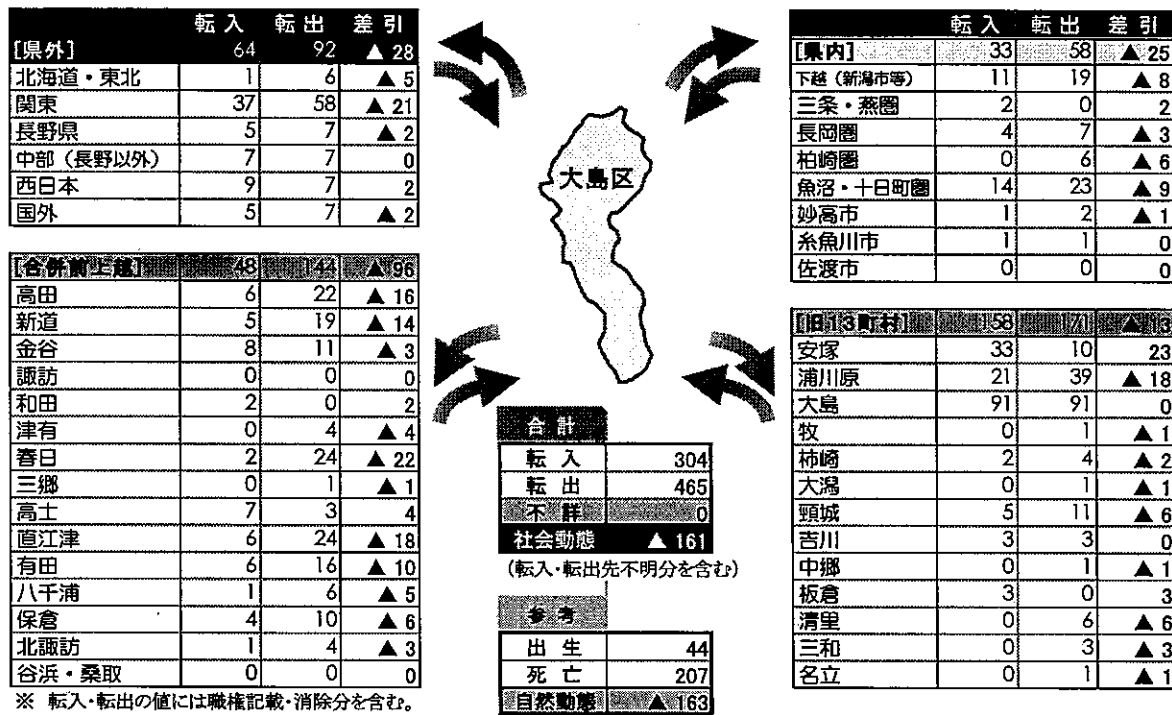 転入 転出 差引
[県外] 64 92 ▲ 28
北海道・東北 1 6 ▲ 5
関東 37 58 ▲ 21
長野県 5 7 ▲ 2
中部（長野以外） 7 7 0
西日本 9 7 2
国外 5 7 ▲ 2
[合併前上越] 48 144 ▲ 96
高田 6 22 ▲ 16
新道 5 19 ▲ 14
金谷 8 11 ▲ 3
諏訪 0 0 0
和田 2 0 2
津有 0 4 ▲ 4
春日 2 24 ▲ 22
三郷 0 1 ▲ 1
高士 7 3 4
直江津 6 24 ▲ 18
有田 6 16 ▲ 10
八千浦 1 6 ▲ 5
保倉 4 10 ▲ 6
北諏訪 1 4 ▲ 3
谷浜・桑取 0 0 0
※ 転入・転出の値には職権記載・消除分を含む。
大島区
合計
転入 304
転出 465
不詳 0
社会動態 ▲ 161
（転入・転出先不明分を含む）
参考
出生 44
死亡 207
自然動態 ▲ 163
転入 転出 差引
[県内] 33 58 ▲ 25
下越（新潟市等） 11 19 ▲ 8
三条・燕圏 2 0 2
長岡圏 4 7 ▲ 3
柏崎圏 0 6 ▲ 6
魚沼・十日町圏 14 23 ▲ 9
妙高市 1 2 ▲ 1
糸魚川市 1 1 0
佐渡市 0 0 0
[旧13町村] 158 171 ▲ 13
安塚 33 10 23
浦川原 21 39 ▲ 18
大島 91 91 0
牧 0 1 ▲ 1
柿崎 2 4 ▲ 2
大潟 0 1 ▲ 1
頸城 5 11 ▲ 6
吉川 3 3 0
中郷 0 1 ▲ 1
板倉 3 0 3
清里 0 6 ▲ 6
三和 0 3 ▲ 3
名立 0 1 ▲ 1